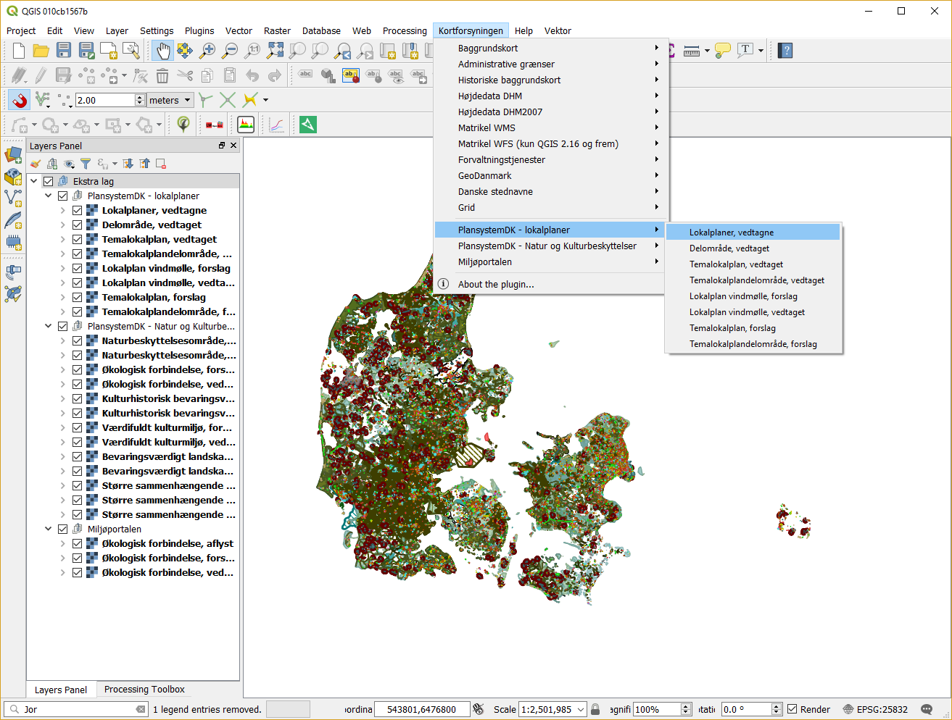 QGIS 010cb1567b
Project Edit View Layer Settings Plugins Vector Raster Database Web Processing Kortforsyningen Help Vektor
Baggrundskort
Administrative grænser
Historiske baggrundskort
Højdedata DHM
Højdedata DHM2007
Matrikel WMS
Matrikel WFS (kun QGIS 2.16 og frem)
Forvaltningstjenester
GeoDanmark
Danske stednavne
Grid
PlansystemDK - lokalplaner
PlansystemDK - Natur og Kulturbeskyttelser
Miljøportalen
About the plugin...
Lokalplaner, vedtagne
Delområde, vedtaget
Temalokalplan, vedtaget
Temalokalplandelområde, vedtaget
Lokalplan vindmølle, forslag
Lokalplan vindmølle, vedtaget
Temalokalplan, forslag
Temalokalplandelområde, forslag
abc ab abc abc abc abc
2.00 meters
Layers Panel
Ekstra lag
PlansystemDK - lokalplaner
Lokalplaner, vedtagne
Delområde, vedtaget
Temalokalplan, vedtaget
Temalokalplandelområde, ...
Lokalplan vindmølle, forslag
Lokalplan vindmølle, vedta...
Temalokalplan, forslag
Temalokalplandelområde, f...
PlansystemDK - Natur og Kulturbe...
Naturbeskyttelsesområde,...
Naturbeskyttelsesområde,...
Økologisk forbindelse, fors...
Økologisk forbindelse, ved...
Kulturhistorisk bevaringsv...
Kulturhistorisk bevaringsv...
Værdifuldt kulturmiljø, for...
Værdifuldt kulturmiljø, ved...
Bevaringsværdigt landska...
Bevaringsværdigt landska...
Større sammenhængende ...
Større sammenhængende ...
Større sammenhængende ...
Miljøportalen
Økologisk forbindelse, aflyst
Økologisk forbindelse, fors...
Økologisk forbindelse, ved...
Layers Panel Processing Toolbox
Jor 1 legend entries removed. oordina 543801,6476800 Scale 1:2,501,985 agnifi 100% otatio 0.0 ° Render EPSG:25832